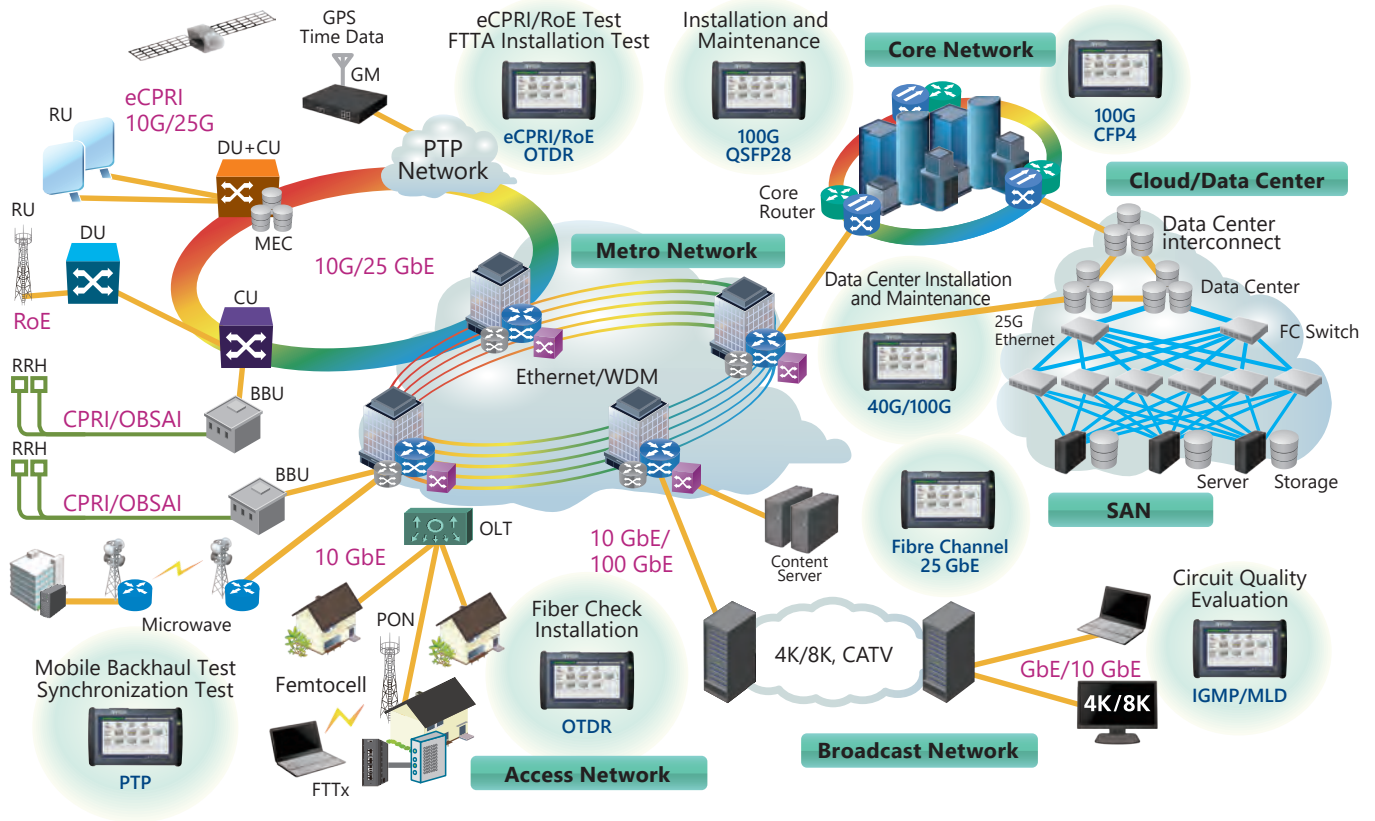 GPS
Time Data
GM
eCPRI/RoE Test
FTTA Installation Test
eCPRI/RoE
OTDR
Installation and
Maintenance
100G
QSFP28
Core Network
100G
CFP4
RU
eCPRI
10G/25G
DU+CU
MEC
PTP
Network
Core
Router
Cloud/Data Center
Data Center
interconnect
Data Center
RU
DU
RoE
CU
10G/25 GbE
Metro Network
Data Center Installation
and Maintenance
40G/100G
25G
Ethernet
FC Switch
Ethernet/WDM
RRH
CPRI/OBSAI
BBU
RRH
CPRI/OBSAI
BBU
Server
Storage
SAN
Microwave
10 GbE
OLT
10 GbE/
100 GbE
Content
Server
Fibre Channel
25 GbE
Mobile Backhaul Test
Synchronization Test
PTP
PON
Femtocell
FTTx
Fiber Check
Installation
OTDR
Access Network
4K/8K, CATV
Broadcast Network
GbE/10 GbE
4K/8K
Circuit Quality
Evaluation
IGMP/MLD